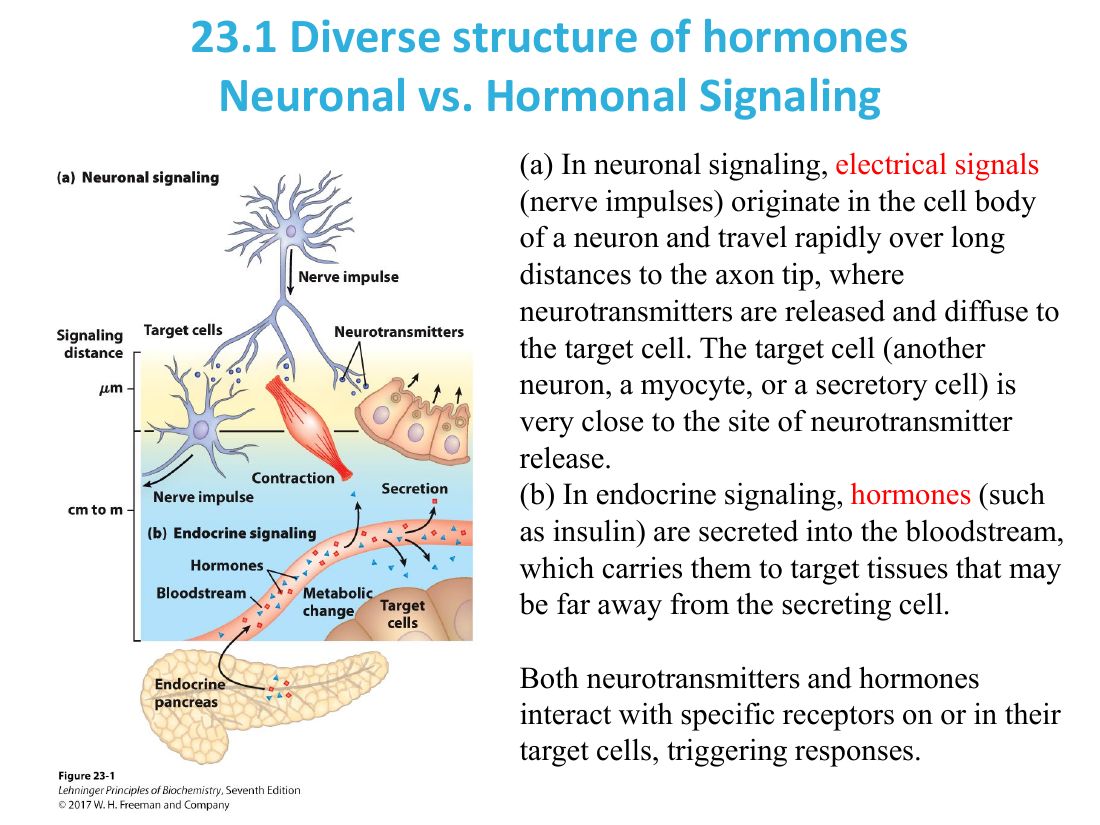 23.1 Diverse structure of hormones
Neuronal vs. Hormonal Signaling
(a) Neuronal signaling
Nerve impulse
Signaling
distance
Target cells
Neurotransmitters
μm
Contraction
Nerve impulse
Secretion
cm to m
(b) Endocrine signaling
Hormones
Bloodstream
Metabolic
change
Target
cells
Endocrine
pancreas
Figure 23-1
Lehninger Principles of Biochemistry, Seventh Edition
© 2017 W. H. Freeman and Company
(a) In neuronal signaling, electrical signals
(nerve impulses) originate in the cell body
of a neuron and travel rapidly over long
distances to the axon tip, where
neurotransmitters are released and diffuse to
the target cell. The target cell (another
neuron, a myocyte, or a secretory cell) is
very close to the site of neurotransmitter
release.
(b) In endocrine signaling, hormones (such
as insulin) are secreted into the bloodstream,
which carries them to target tissues that may
be far away from the secreting cell.
Both neurotransmitters and hormones
interact with specific receptors on or in their
target cells, triggering responses.